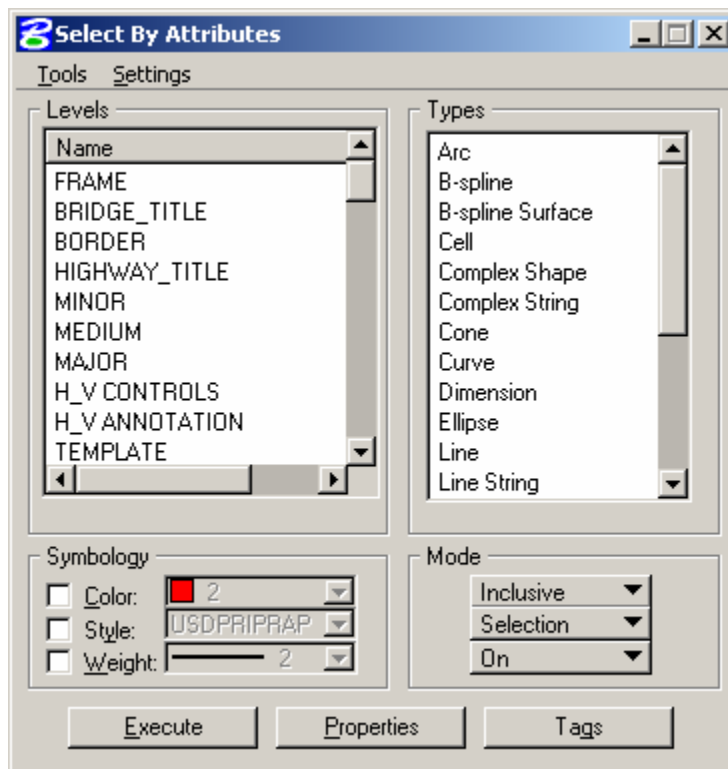 Select By Attributes
Tools Settings
Levels
Name
FRAME
BRIDGE_TITLE
BORDER
HIGHWAY_TITLE
MINOR
MEDIUM
MAJOR
H_V CONTROLS
H_V ANNOTATION
TEMPLATE
Types
Arc
B-spline
B-spline Surface
Cell
Complex Shape
Complex String
Cone
Curve
Dimension
Ellipse
Line
Line String
Symbology
Color: 2
Style: USDPRIPRAP
Weight: 2
Mode
Inclusive
Selection
On
Execute Properties Tags